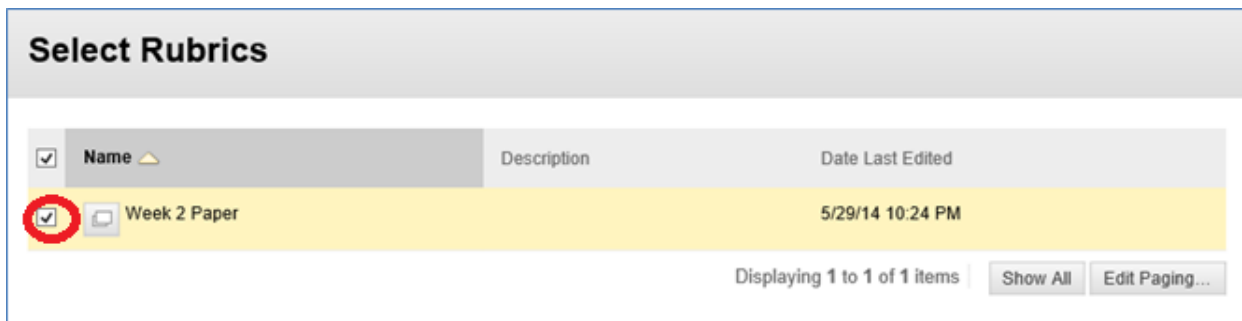 Select Rubrics
Name Description Date Last Edited
Week 2 Paper 5/29/14 10:24 PM
Displaying 1 to 1 of 1 items Show All Edit Paging...